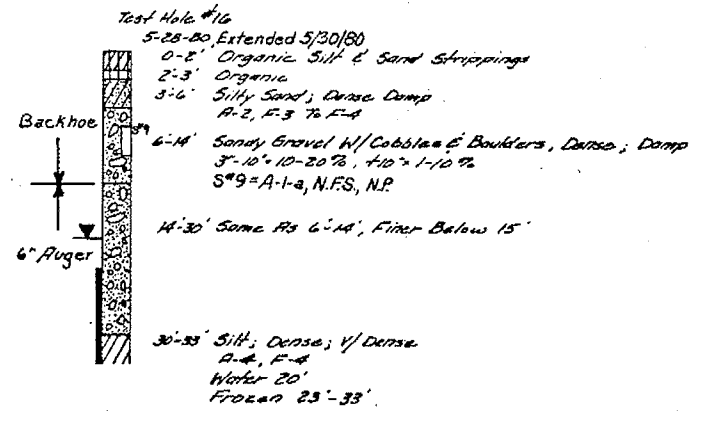 Test Hole #16
5-28-80, Extended 5/30/80
0-2' Organic Silt & Sand Strippings
2'-3' Organic
3'-6' Silty Sand; Dense Damp
A-2, F-3 To F-4
Backhoe
S#9
6'-14' Sandy Gravel W/Cobbles & Boulders, Dense; Damp
3"-10"=10-20%, +10"=1-10%
S#9=A-1-a, N.F.S., N.P.
14'-30' Same As 6'-14', Finer Below 15'
6" Auger
30'-33' Silt; Dense; V/Dense
A-4, F-4
Water 20'
Frozen 23'-33'